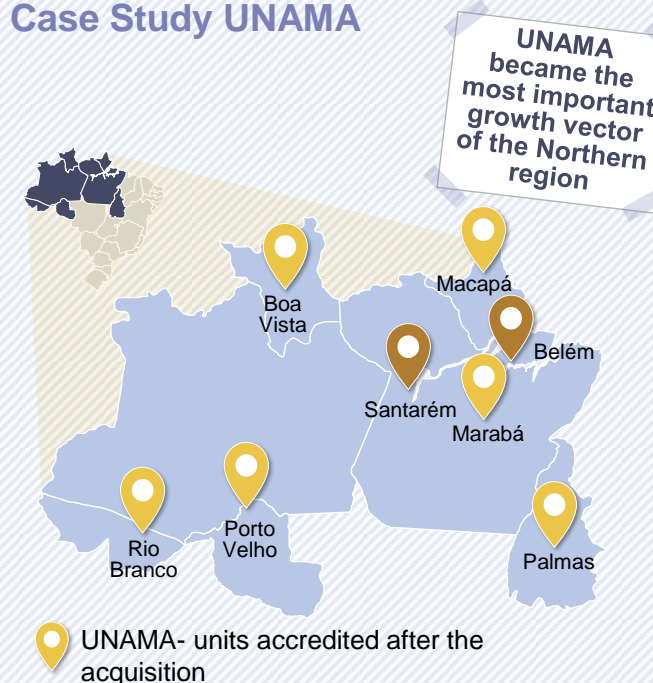 Case Study UNAMA
UNAMA
became the
most important
growth vector
of the Northern
region
Macapá
Boa
Vista
Belém
Santarém
Marabá
Rio
Branco
Porto
Velho
Palmas
UNAMA- units accredited after the
acquisition